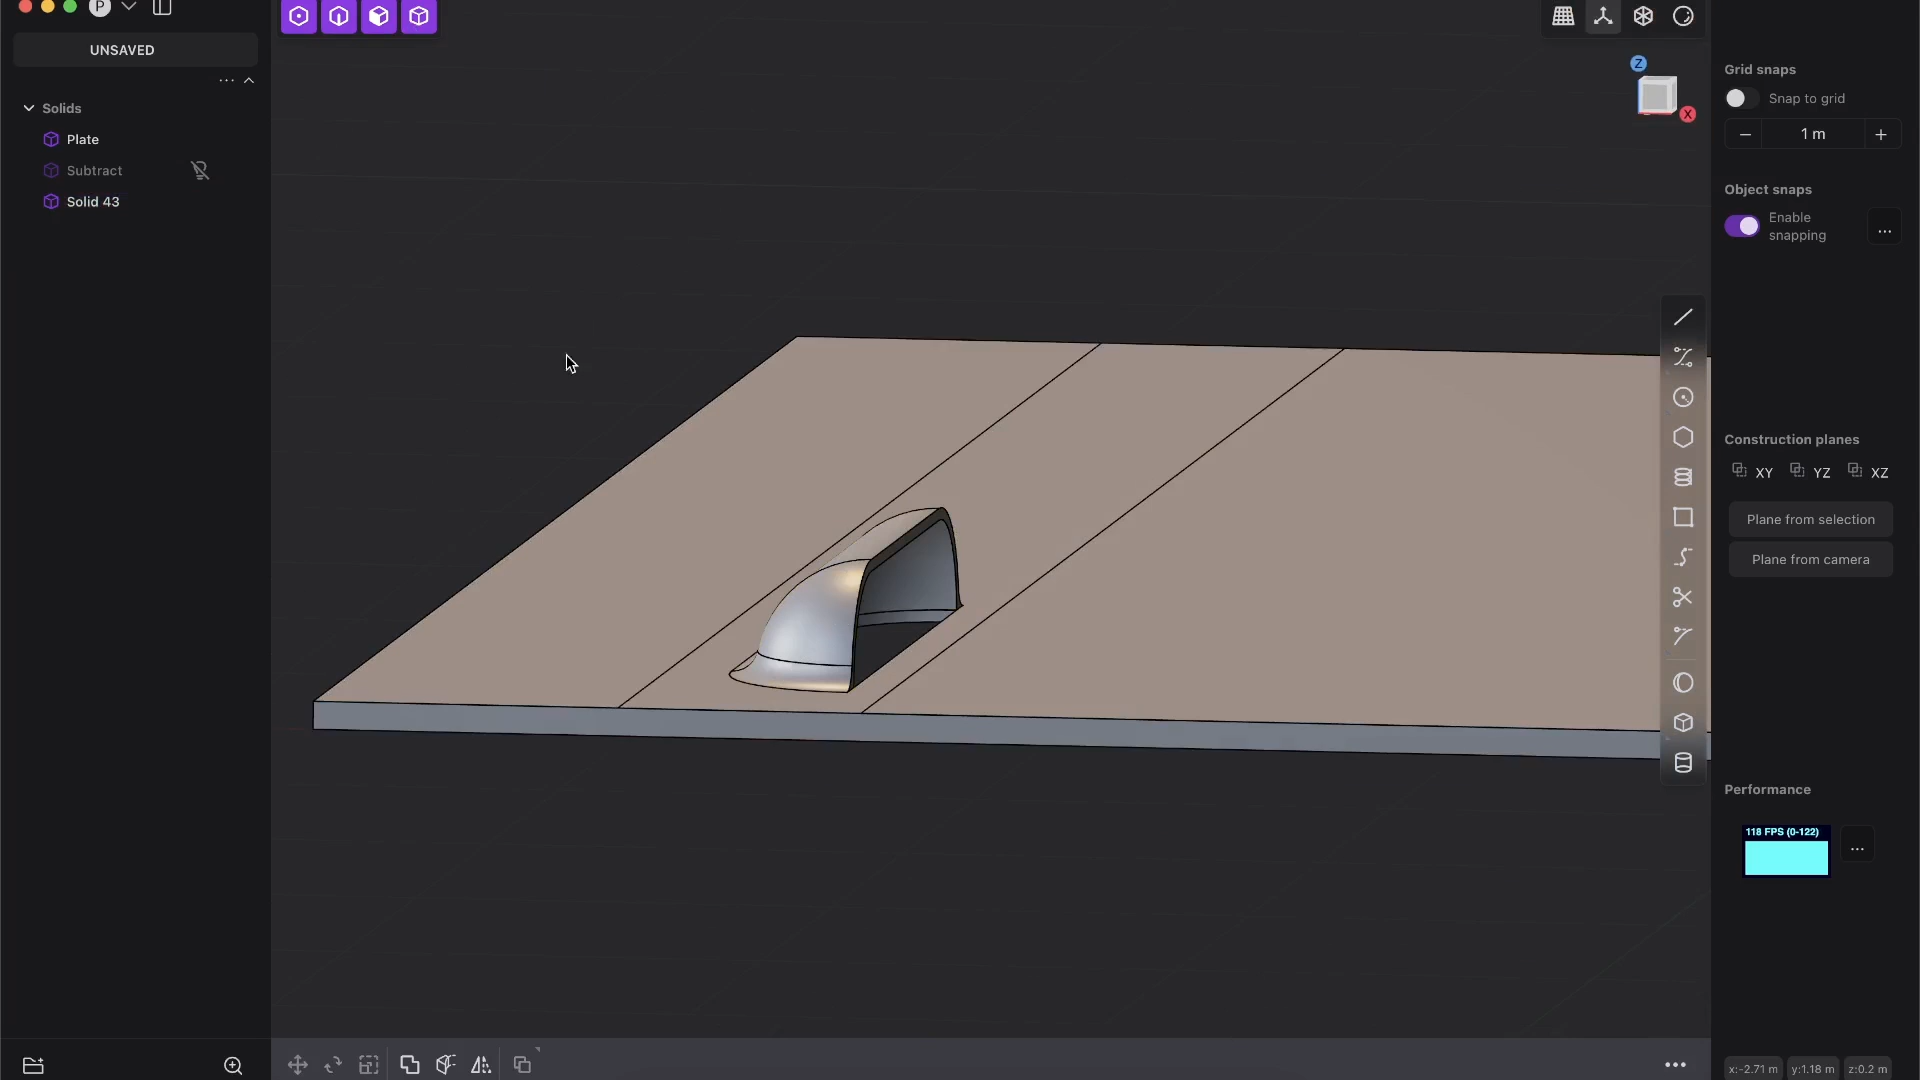 P
UNSAVED
Solids
Plate
Subtract
Solid 43
Z
X
Grid snaps
Snap to grid
1 m
Object snaps
Enable
snapping
Construction planes
XY YZ XZ
Plane from selection
Plane from camera
Performance
118 FPS (0-122)
x:-2.71 m y:1.18 m z:0.2 m